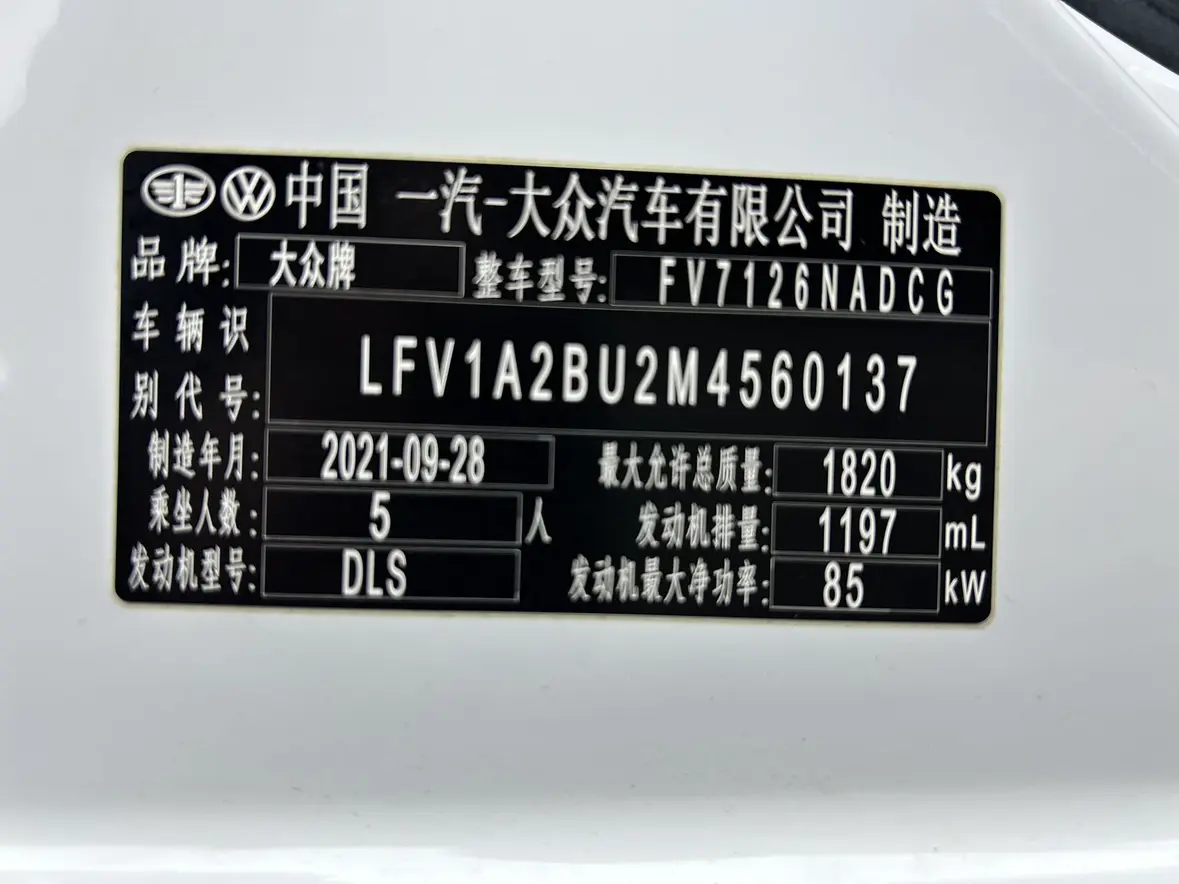 中国 一汽-大众汽车有限公司 制造
品牌: 大众牌 整车型号: FV7126NADCG
车辆识别代号: LFV1A2BU2M4560137
制造年月: 2021-09-28 最大允许总质量: 1820 kg
乘坐人数: 5 人 发动机排量: 1197 mL
发动机型号: DLS 发动机最大净功率: 85 kW